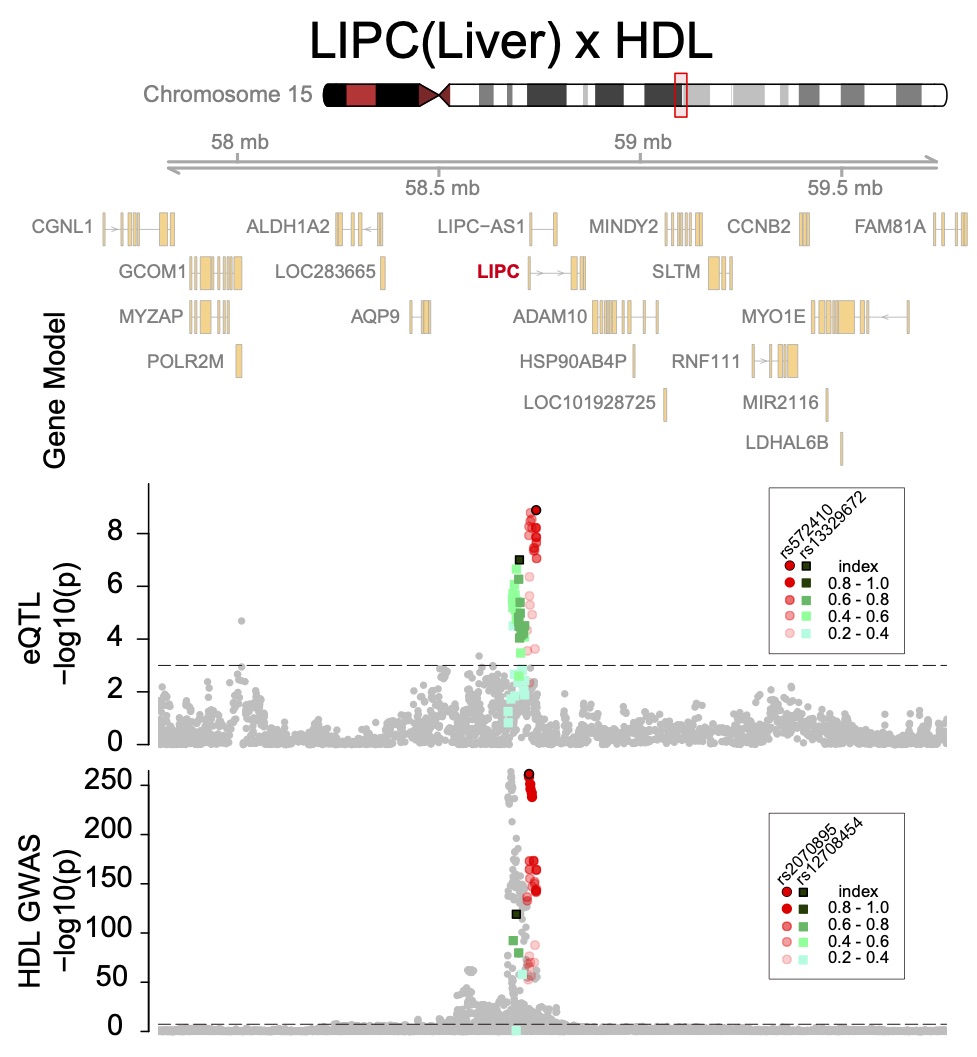 LIPC(Liver) x HDL
Chromosome 15
58 mb 59 mb
58.5 mb 59.5 mb
CGNL1 ALDH1A2 LIPC−AS1 MINDY2 CCNB2 FAM81A
GCOM1 LOC283665 LIPC SLTM
MYZAP AQP9 ADAM10 MYO1E
POLR2M HSP90AB4P RNF111
LOC101928725 MIR2116
LDHAL6B
Gene Model
eQTL
−log10(p)
8
6
4
2
0
rs572410
rs13329672
index
0.8 - 1.0
0.6 - 0.8
0.4 - 0.6
0.2 - 0.4
HDL GWAS
−log10(p)
250
200
150
100
50
0
rs2070895
rs12708454
index
0.8 - 1.0
0.6 - 0.8
0.4 - 0.6
0.2 - 0.4